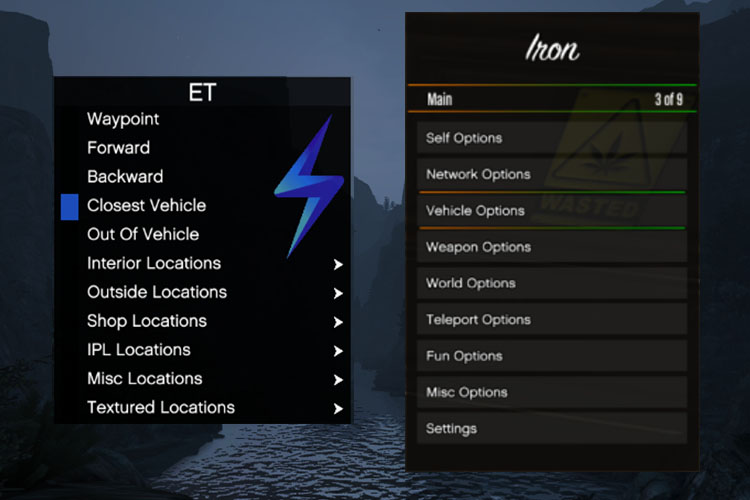 ET
Waypoint
Forward
Backward
Closest Vehicle
Out Of Vehicle
Interior Locations
Outside Locations
Shop Locations
IPL Locations
Misc Locations
Textured Locations
Iron
Main 3 of 9
Self Options
Network Options
Vehicle Options
WASTED
Weapon Options
World Options
Teleport Options
Fun Options
Misc Options
Settings